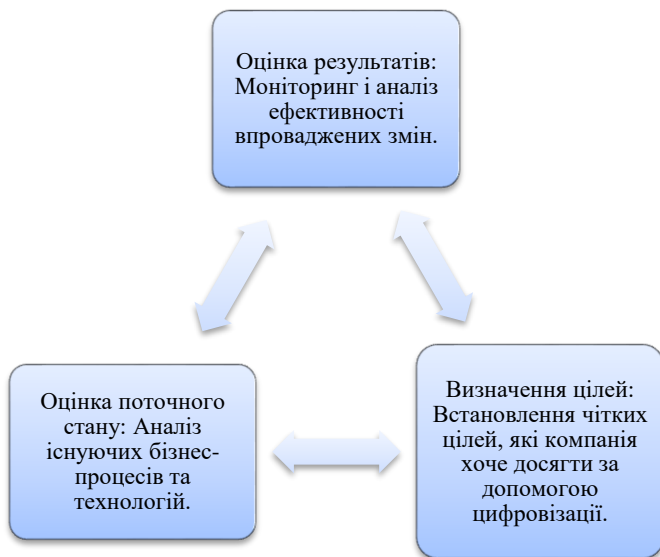 Оцінка результатів:
Моніторинг і аналіз
ефективності
впроваджених змін.
Оцінка поточного
стану: Аналіз
існуючих бізнес-
процесів та
технологій.
Визначення цілей:
Встановлення чітких
цілей, які компанія
хоче досягти за
допомогою
цифровізації.